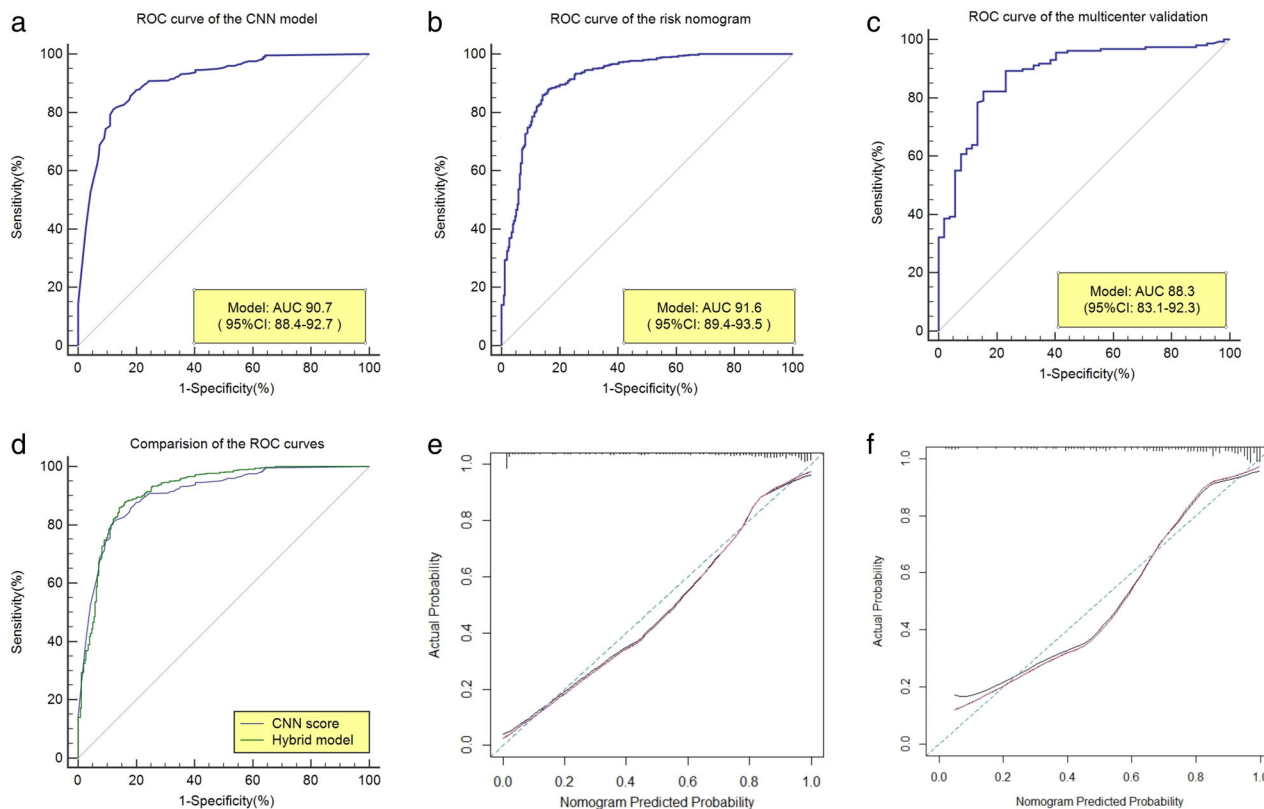 a
ROC curve of the CNN model
Sensitivity(%)
100
80
60
40
20
0
Model: AUC 90.7
( 95%CI: 88.4-92.7 )
0 20 40 60 80 100
1-Specificity(%)
b
ROC curve of the risk nomogram
Sensitivity(%)
100
80
60
40
20
0
Model: AUC 91.6
( 95%CI: 89.4-93.5 )
0 20 40 60 80 100
1-Specificity(%)
c
ROC curve of the multicenter validation
Sensitivity(%)
100
80
60
40
20
0
Model: AUC 88.3
(95%CI: 83.1-92.3)
0 20 40 60 80 100
1-Specificity(%)
d
Comparision of the ROC curves
Sensitivity(%)
100
80
60
40
20
0
CNN score
Hybrid model
0 20 40 60 80 100
1-Specificity(%)
e
Actual Probability
1.0
0.8
0.6
0.4
0.2
0.0
0.0 0.2 0.4 0.6 0.8 1.0
Nomogram Predicted Probability
f
Actual Probability
1.0
0.8
0.6
0.4
0.2
0.0
0.0 0.2 0.4 0.6 0.8 1.0
Nomogram Predicted Probability